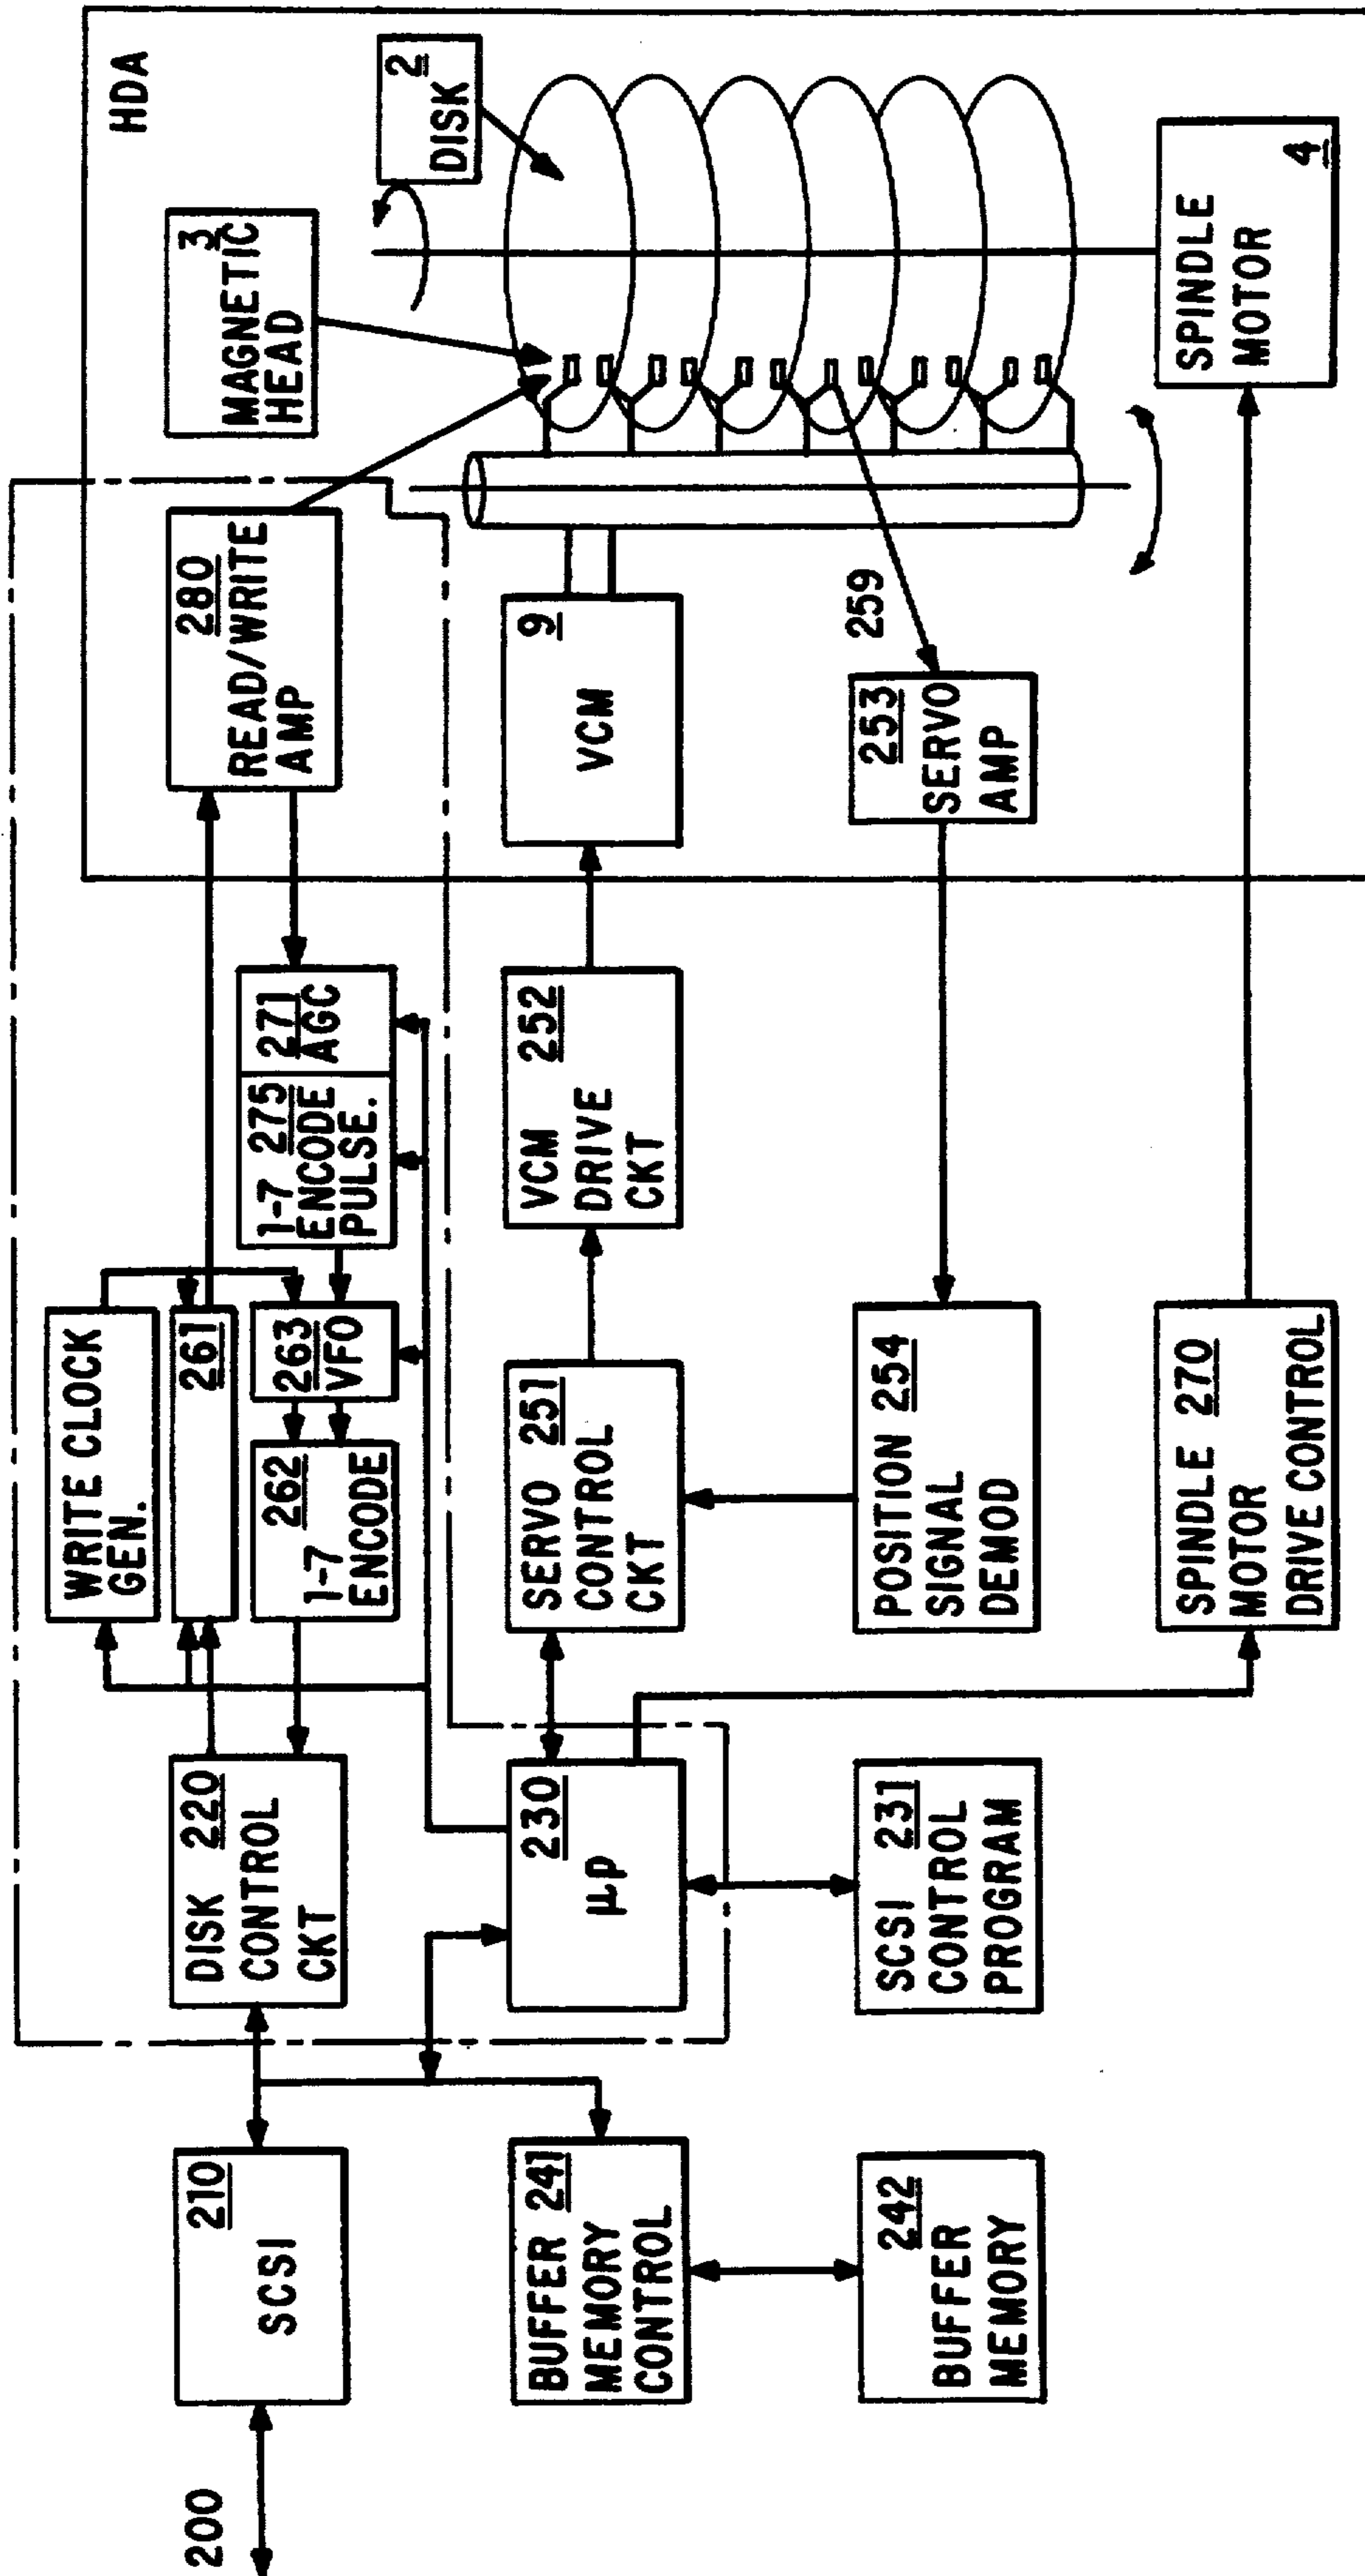 HDA
3
MAGNETIC
HEAD
2
DISK
280
READ/WRITE
AMP
WRITE CLOCK
GEN.
261
271
AGC
1-7 275
ENCODE
PULSE.
263
VFO
262
1-7
ENCODE
DISK 220
CONTROL
CKT
210
SCSI
200
9
VCM
VCM 252
DRIVE
CKT
SERVO 251
CONTROL
CKT
230
μp
BUFFER 241
MEMORY
CONTROL
259
253
SERVO
AMP
POSITION 254
SIGNAL
DEMOD
SCSI 231
CONTROL
PROGRAM
242
BUFFER
MEMORY
SPINDLE
MOTOR
4
SPINDLE 270
MOTOR
DRIVE CONTROL